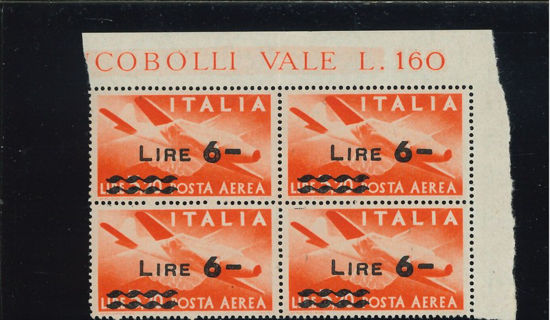 COBOLLI VALE L. 160
ITALIA ITALIA
LIRE 6- LIRE 6-
POSTA AEREA POSTA AEREA
ITALIA ITALIA
LIRE 6- LIRE 6-
POSTA AEREA POSTA AEREA